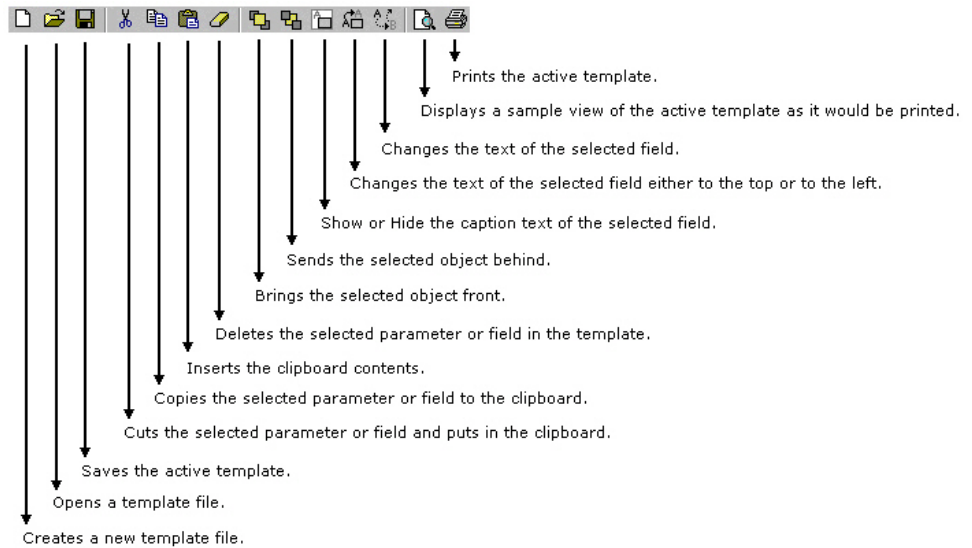 Prints the active template.
Displays a sample view of the active template as it would be printed.
Changes the text of the selected field.
Changes the text of the selected field either to the top or to the left.
Show or Hide the caption text of the selected field.
Sends the selected object behind.
Brings the selected object front.
Deletes the selected parameter or field in the template.
Inserts the clipboard contents.
Copies the selected parameter or field to the clipboard.
Cuts the selected parameter or field and puts in the clipboard.
Saves the active template.
Opens a template file.
Creates a new template file.